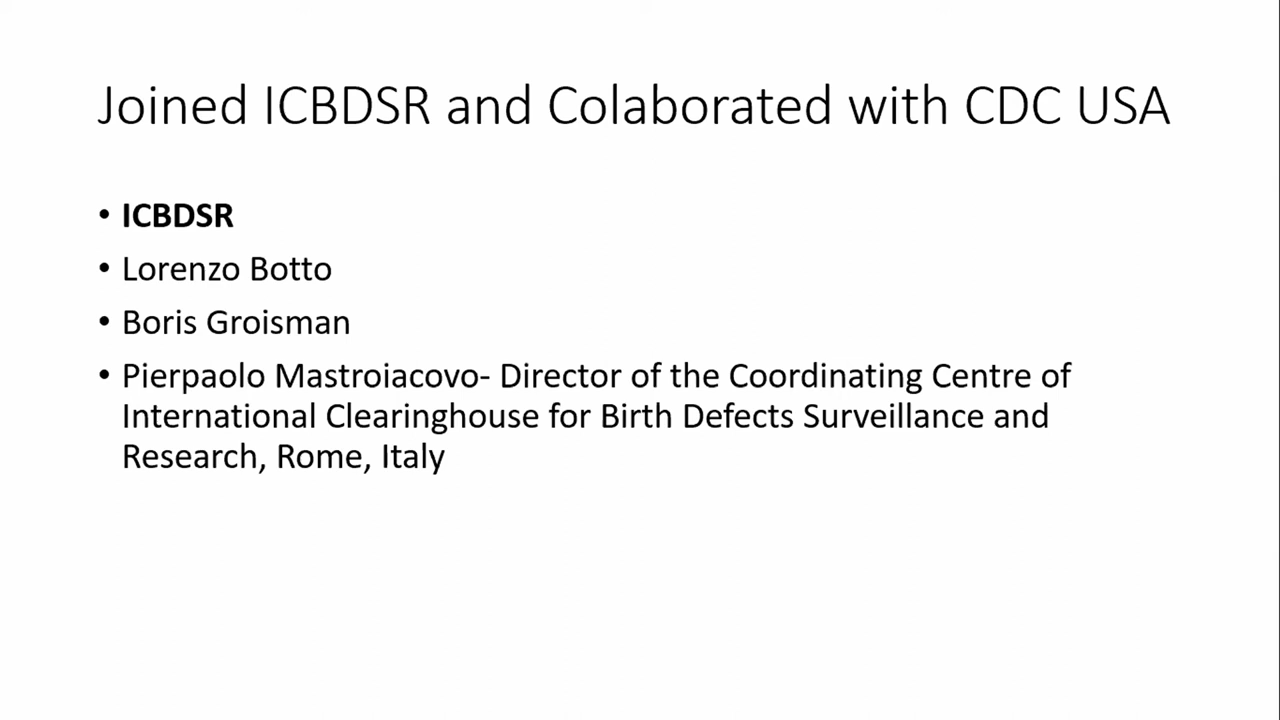 Joined ICBDSR and Colaborated with CDC USA
• ICBDSR
• Lorenzo Botto
• Boris Groisman
• Pierpaolo Mastroiacovo- Director of the Coordinating Centre of
International Clearinghouse for Birth Defects Surveillance and
Research, Rome, Italy